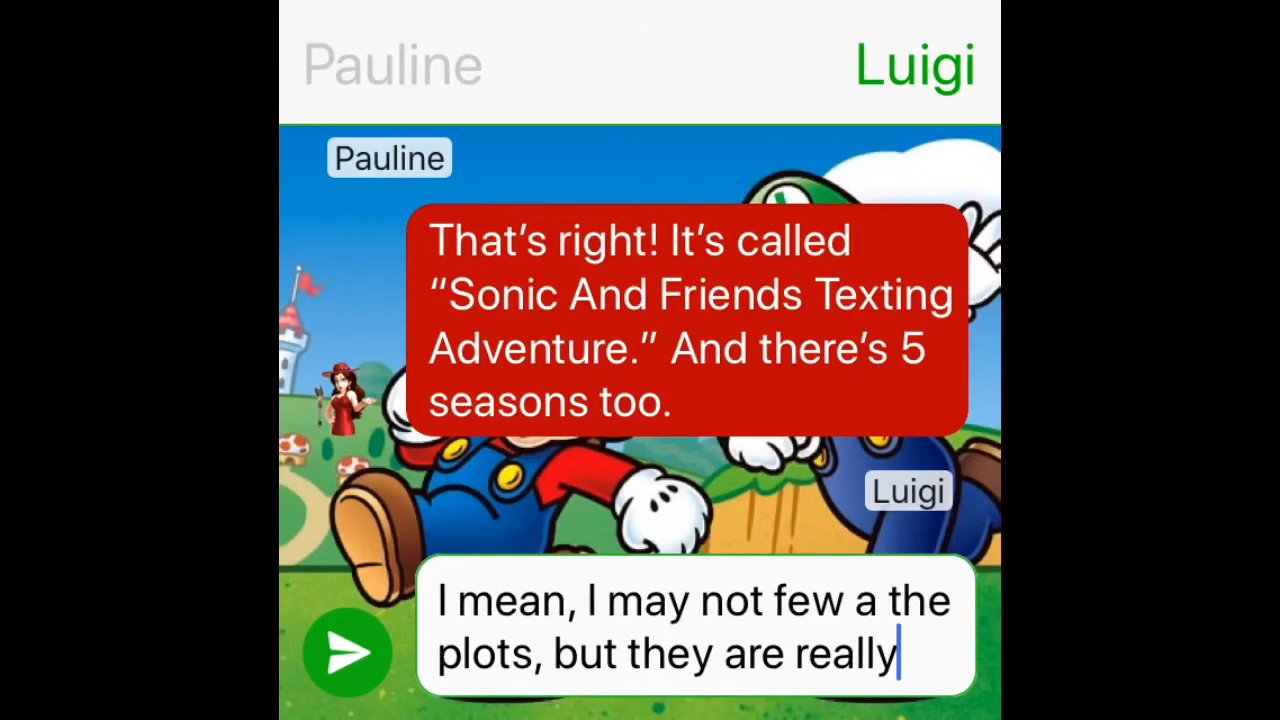 Pauline Luigi
Pauline
That’s right! It’s called
“Sonic And Friends Texting
Adventure.” And there’s 5
seasons too.
Luigi
I mean, I may not few a the
plots, but they are really